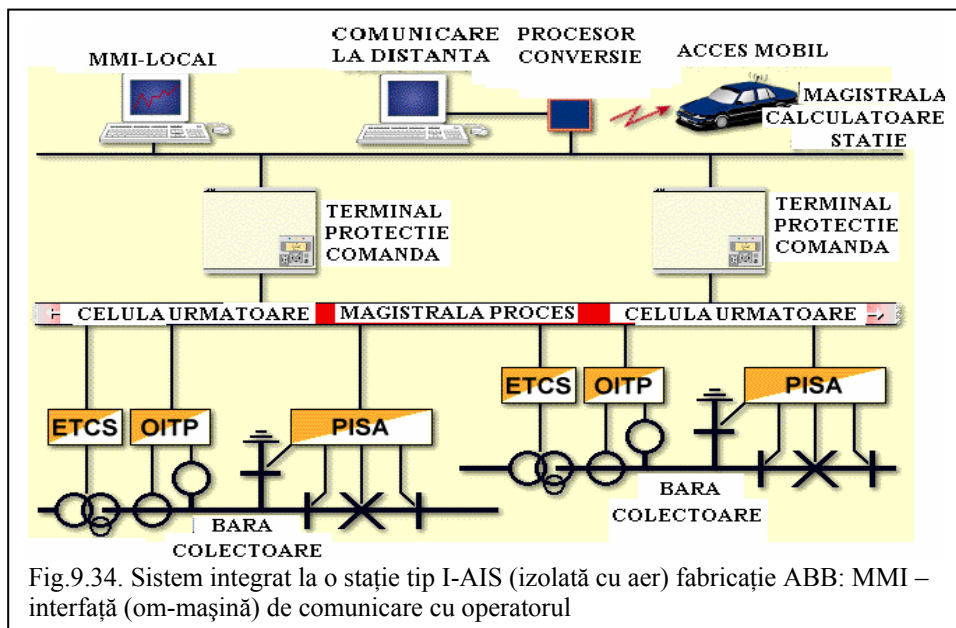 COMUNICARE
LA DISTANTA
PROCESOR
CONVERSIE
MMI-LOCAL
ACCES MOBIL
MAGISTRALA
CALCULATOARE
STATIE
TERMINAL
PROTECTIE
COMANDA
TERMINAL
PROTECTIE
COMANDA
CELULA URMATOARE
MAGISTRALA PROCES
CELULA URMATOARE
ETCS
OITP
PISA
ETCS
OITP
PISA
BARA
COLECTOARE
BARA
COLECTOARE
Fig.9.34. Sistem integrat la o stație tip I-AIS (izolată cu aer) fabricație ABB: MMI –
interfață (om-maşină) de comunicare cu operatorul